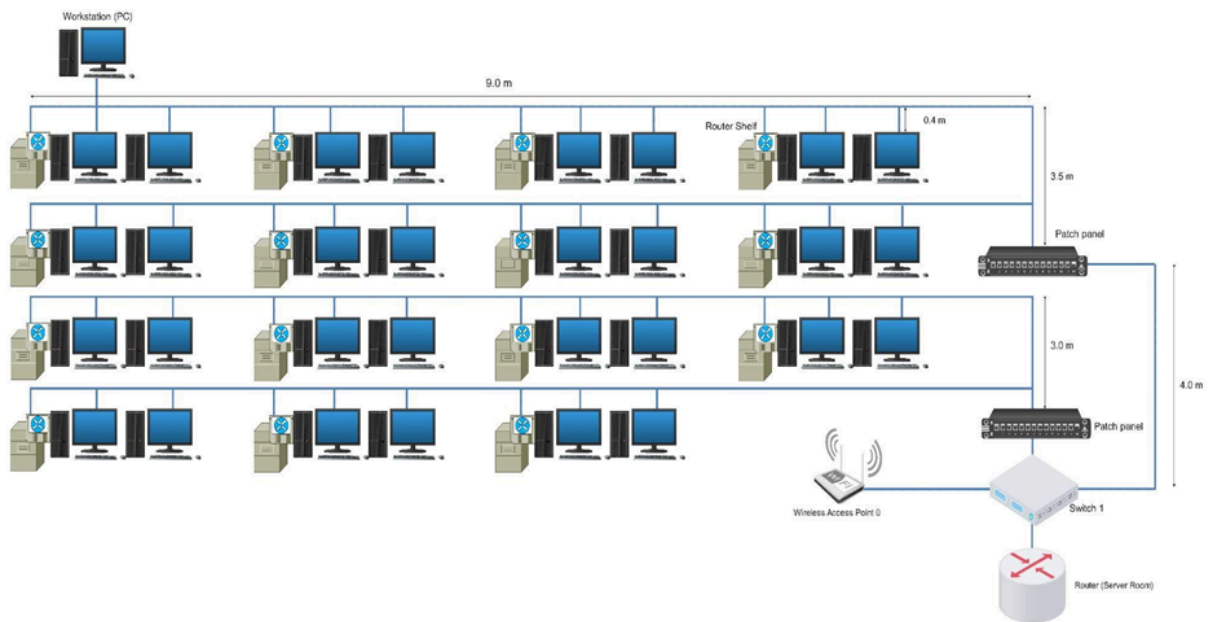 Workstation (PC)
9.0 m
Router Shelf
0.4 m
3.5 m
Patch panel
3.0 m
4.0 m
Patch panel
Wireless Access Point 0
Switch 1
Router (Server Room)